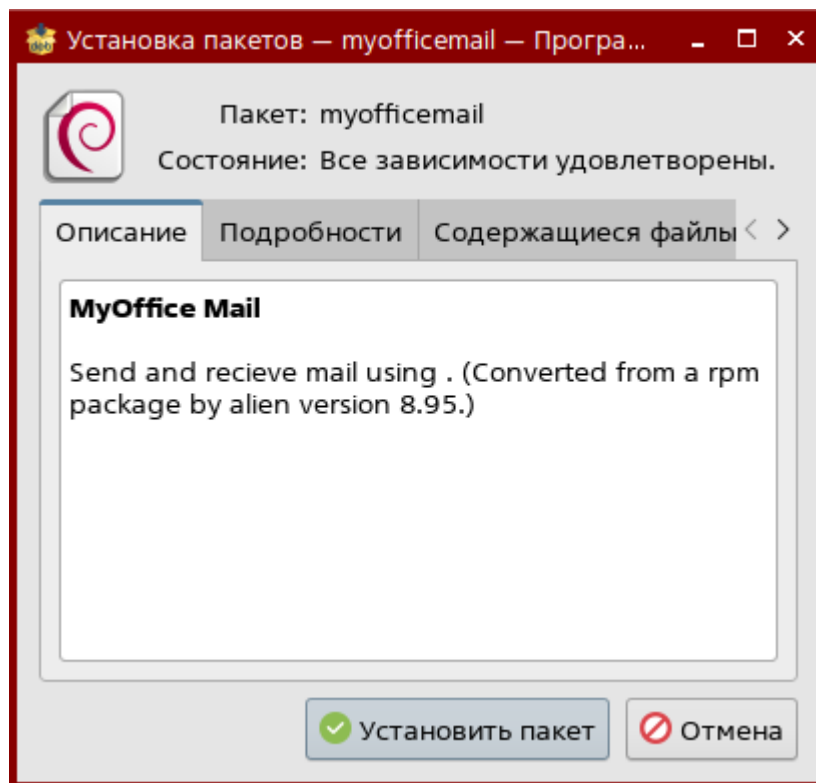 Установка пакетов — myofficemail — Програ...
Пакет: myofficemail
Состояние: Все зависимости удовлетворены.
Описание Подробности Содержащиеся файлы
MyOffice Mail
Send and recieve mail using . (Converted from a rpm
package by alien version 8.95.)
Установить пакет Отмена